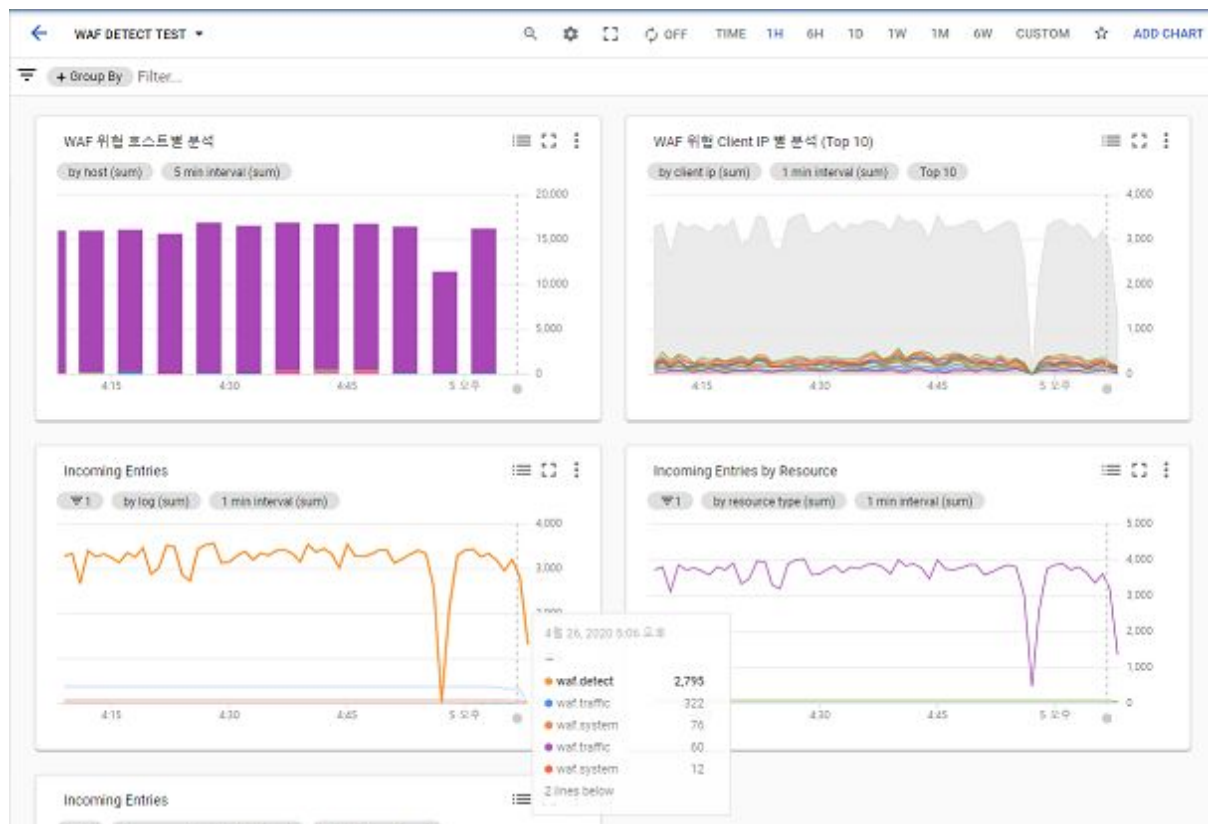 WAF DETECT TEST
OFF TIME 1H 6H 1D 1W 1M 6W CUSTOM ADD CHART
+ Group By Filter...
WAF 위협 호스트별 분석
by host (sum) 5 min interval (sum)
20,000
15,000
10,000
5,000
0
4:15 4:30 4:45 5 오후
WAF 위협 Client IP 별 분석 (Top 10)
by client ip (sum) 1 min interval (sum) Top 10
4,000
3,000
2,000
1,000
0
4:15 4:30 4:45 5 오후
Incoming Entries
1 by log (sum) 1 min interval (sum)
4,000
3,000
2,000
4:15 4:30 4:45 5 오후
Incoming Entries by Resource
1 by resource type (sum) 1 min interval (sum)
5,000
4,000
3,000
2,000
1,000
0
4:30 4:45 5 오후
4월 26, 2020 5:06 오후
waf.detect 2,795
waf.traffic 322
waf.system 76
waf.traffic 60
waf.system 12
2 lines below
Incoming Entries